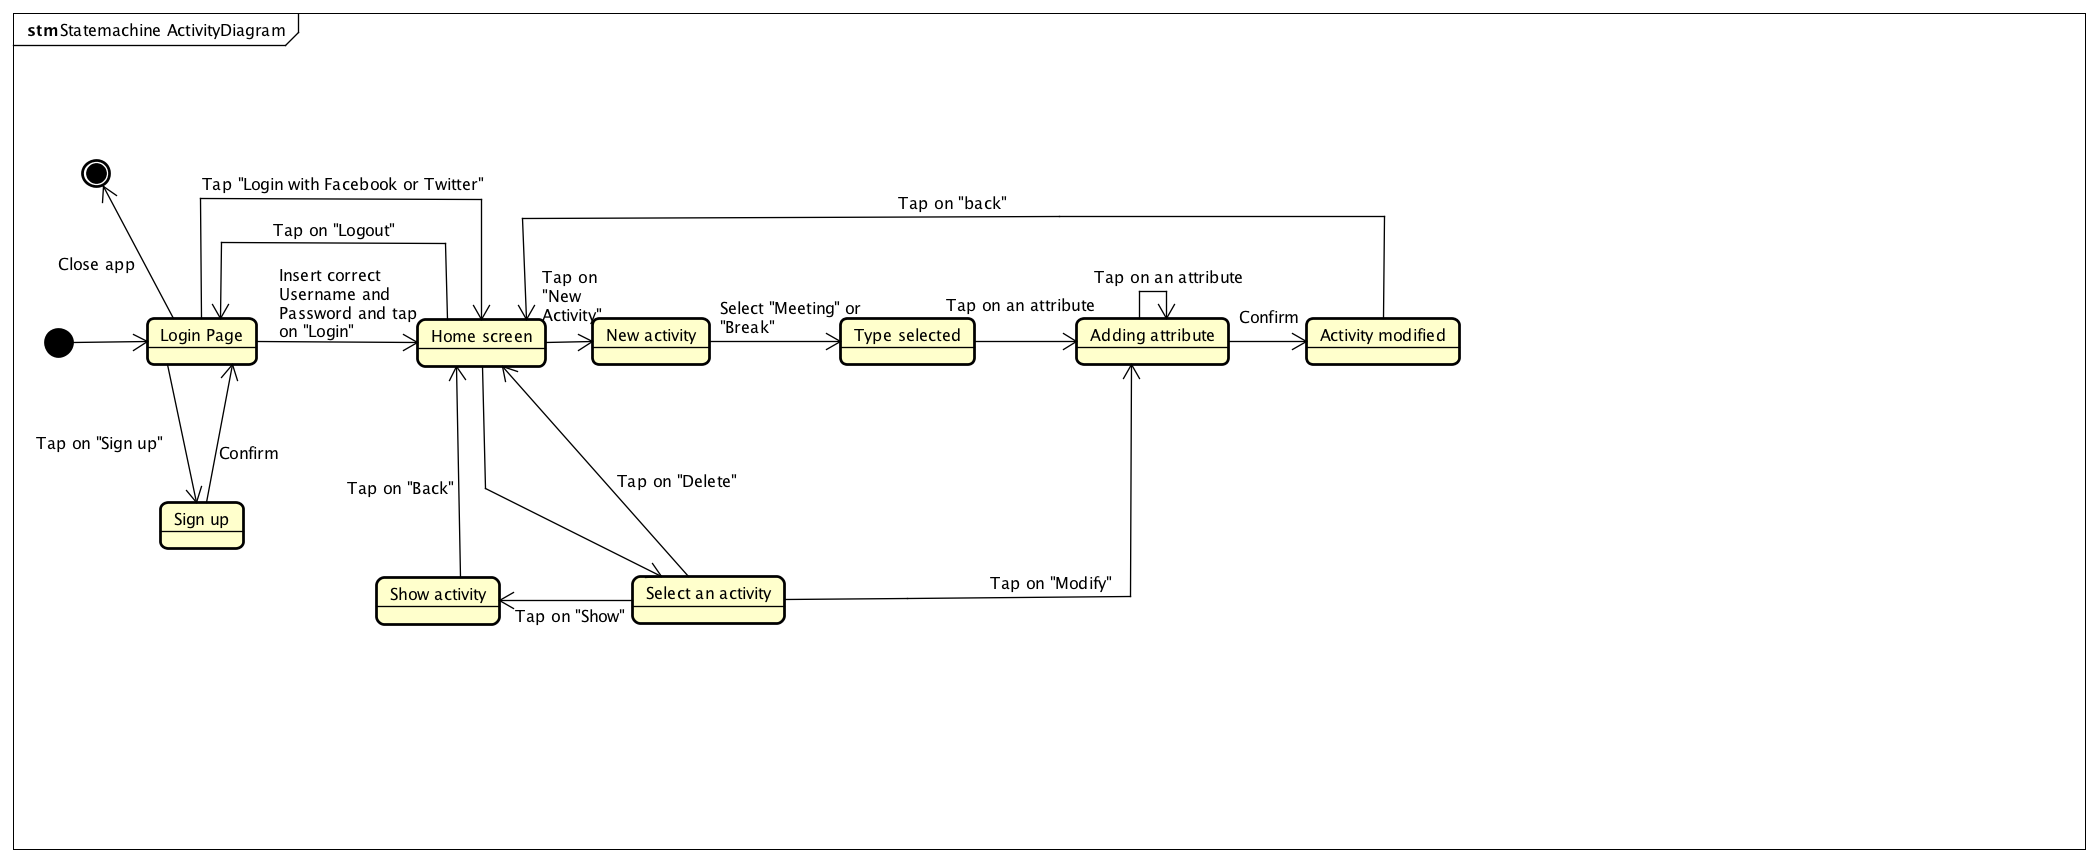 stm Statemachine ActivityDiagram
Tap "Login with Facebook or Twitter"
Tap on "back"
Tap on "Logout"
Close app
Insert correct
Username and
Password and tap
on "Login"
Tap on
"New
Activity"
Select "Meeting" or
"Break"
Tap on an attribute
Tap on an attribute
Confirm
Login Page
Home screen
New activity
Type selected
Adding attribute
Activity modified
Tap on "Sign up"
Confirm
Tap on "Back"
Tap on "Delete"
Sign up
Show activity
Tap on "Show"
Select an activity
Tap on "Modify"